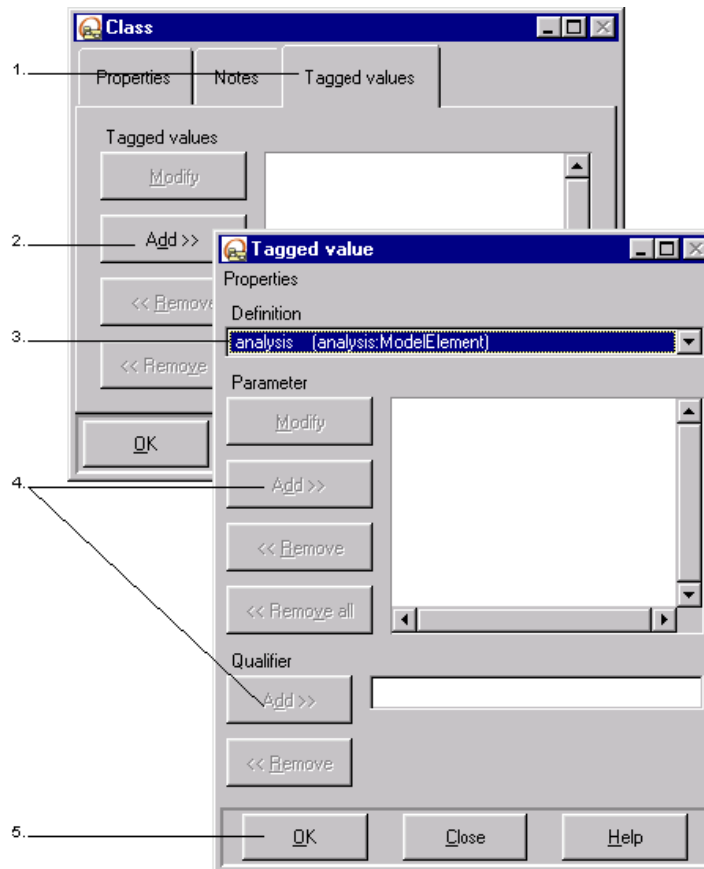 Class
1.
Properties
Notes
Tagged values
Tagged values
Modify
2.
Add >>
<< Remove
<< Remove
OK
Tagged value
Properties
Definition
3.
analysis (analysis:ModelElement)
Parameter
Modify
4.
Add >>
<< Remove
<< Remove all
Qualifier
Add >>
<< Remove
5.
OK
Close
Help